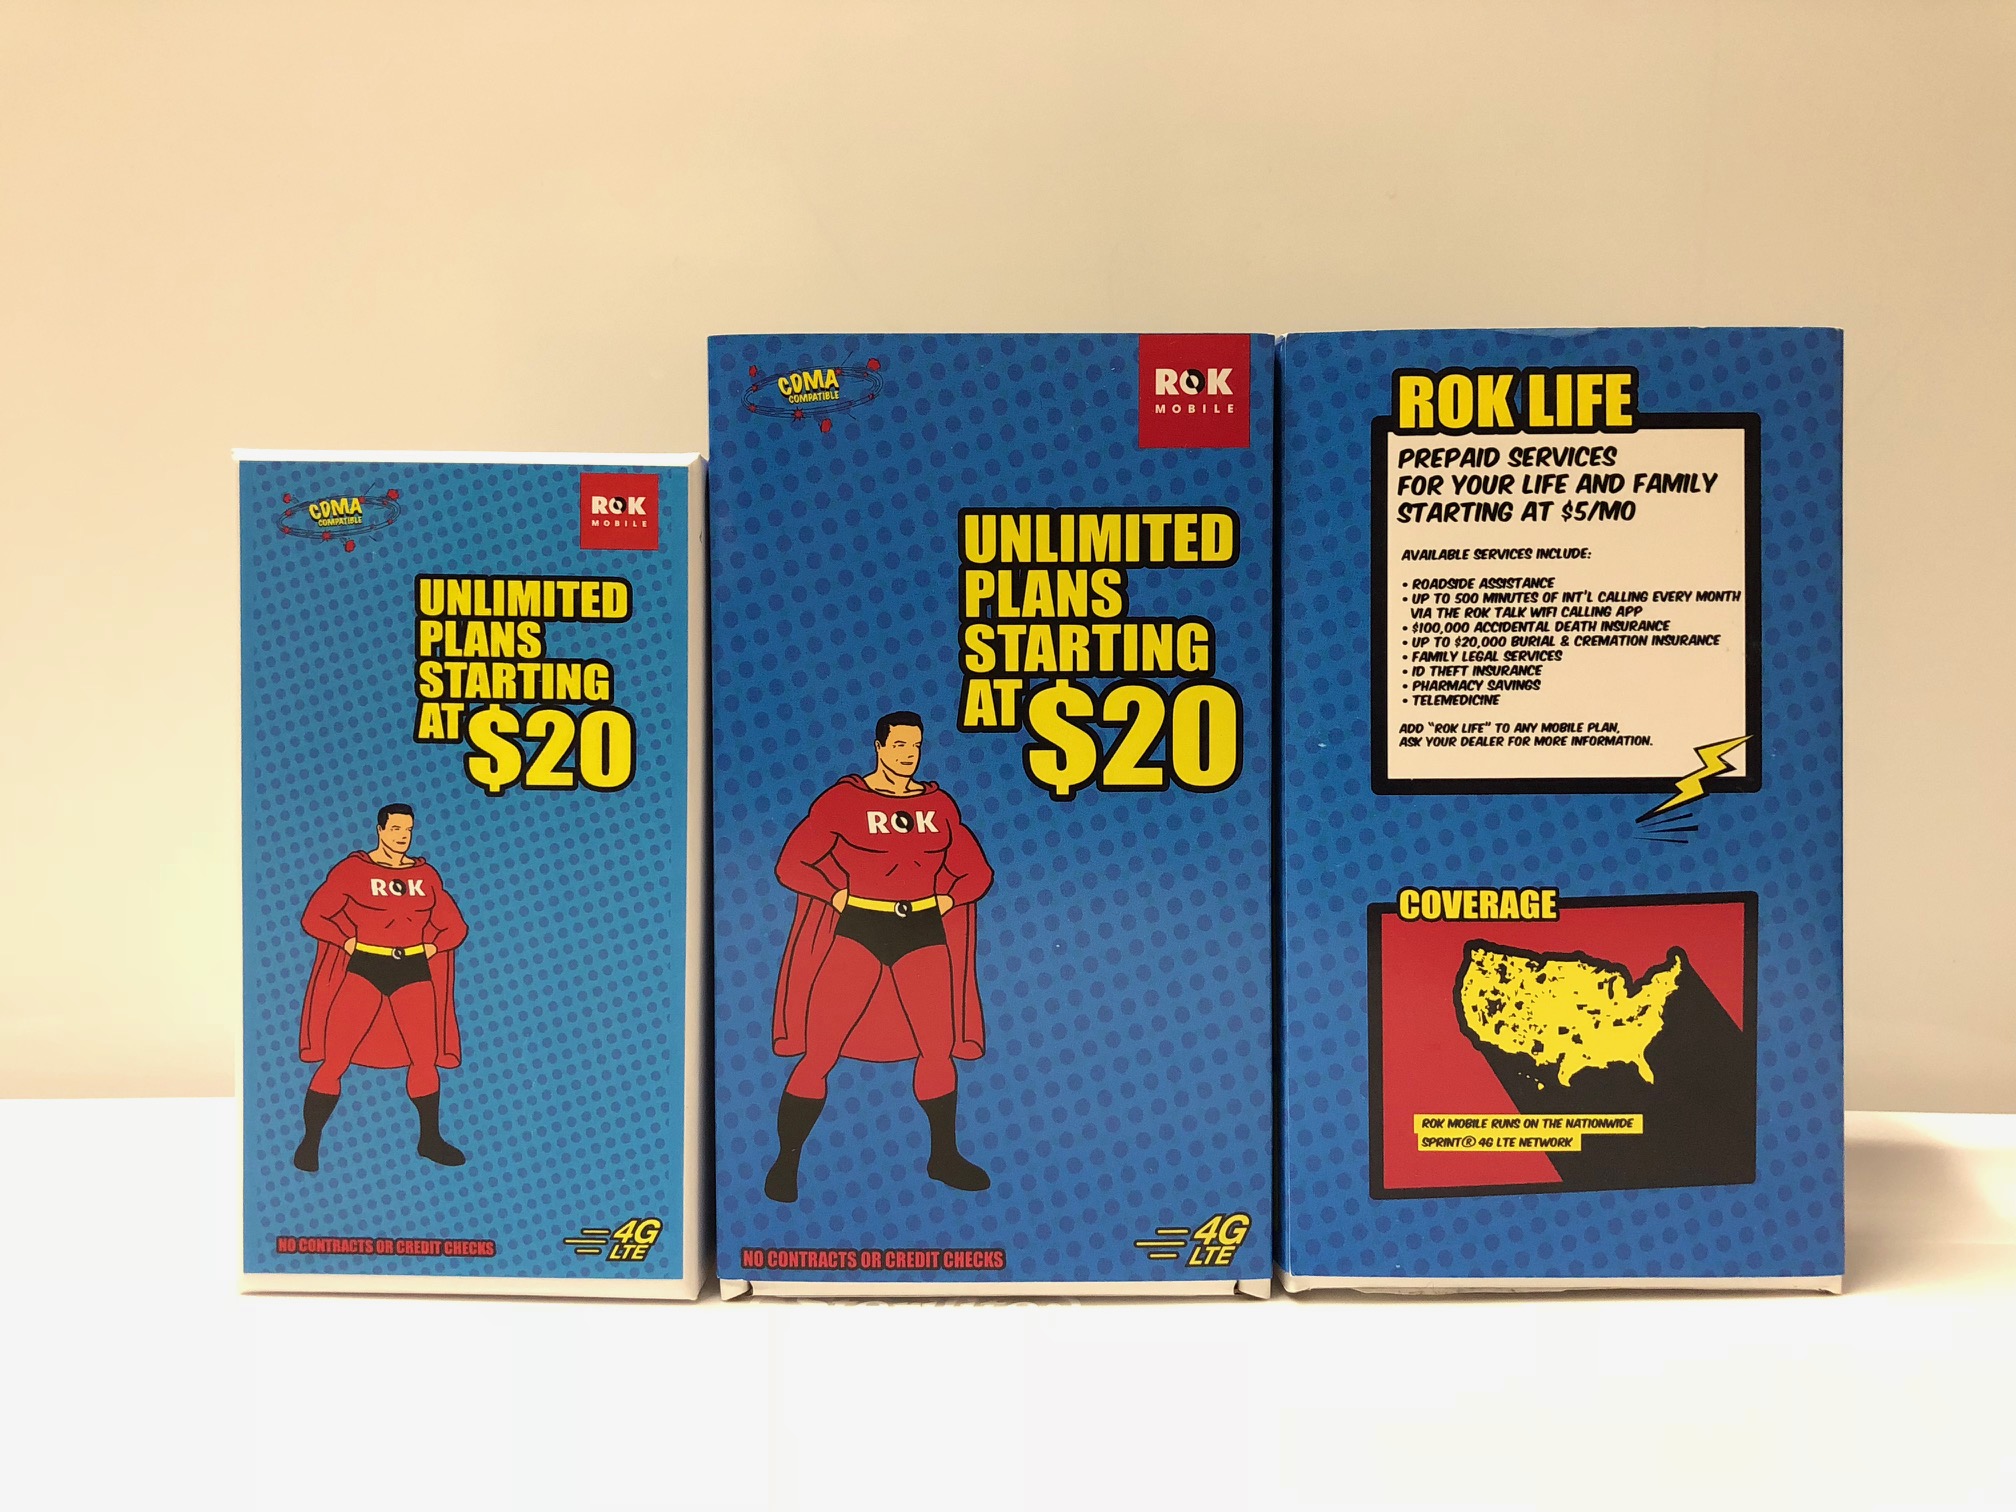 CDMA
COMPATIBLE
ROK
MOBILE
UNLIMITED
PLANS
STARTING
AT $20
ROK
NO CONTRACTS OR CREDIT CHECKS
4G
LTE
CDMA
COMPATIBLE
ROK
MOBILE
UNLIMITED
PLANS
STARTING
AT $20
ROK
NO CONTRACTS OR CREDIT CHECKS
4G
LTE
ROK LIFE
PREPAID SERVICES
FOR YOUR LIFE AND FAMILY
STARTING AT $5/MO
AVAILABLE SERVICES INCLUDE:
• ROADSIDE ASSISTANCE
• UP TO 500 MINUTES OF INT'L CALLING EVERY MONTH
VIA THE ROK TALK WIFI CALLING APP
• $100,000 ACCIDENTAL DEATH INSURANCE
• UP TO $20,000 BURIAL & CREMATION INSURANCE
• FAMILY LEGAL SERVICES
• ID THEFT INSURANCE
• PHARMACY SAVINGS
• TELEMEDICINE
ADD "ROK LIFE" TO ANY MOBILE PLAN,
ASK YOUR DEALER FOR MORE INFORMATION.
COVERAGE
ROK MOBILE RUNS ON THE NATIONWIDE
SPRINT® 4G LTE NETWORK